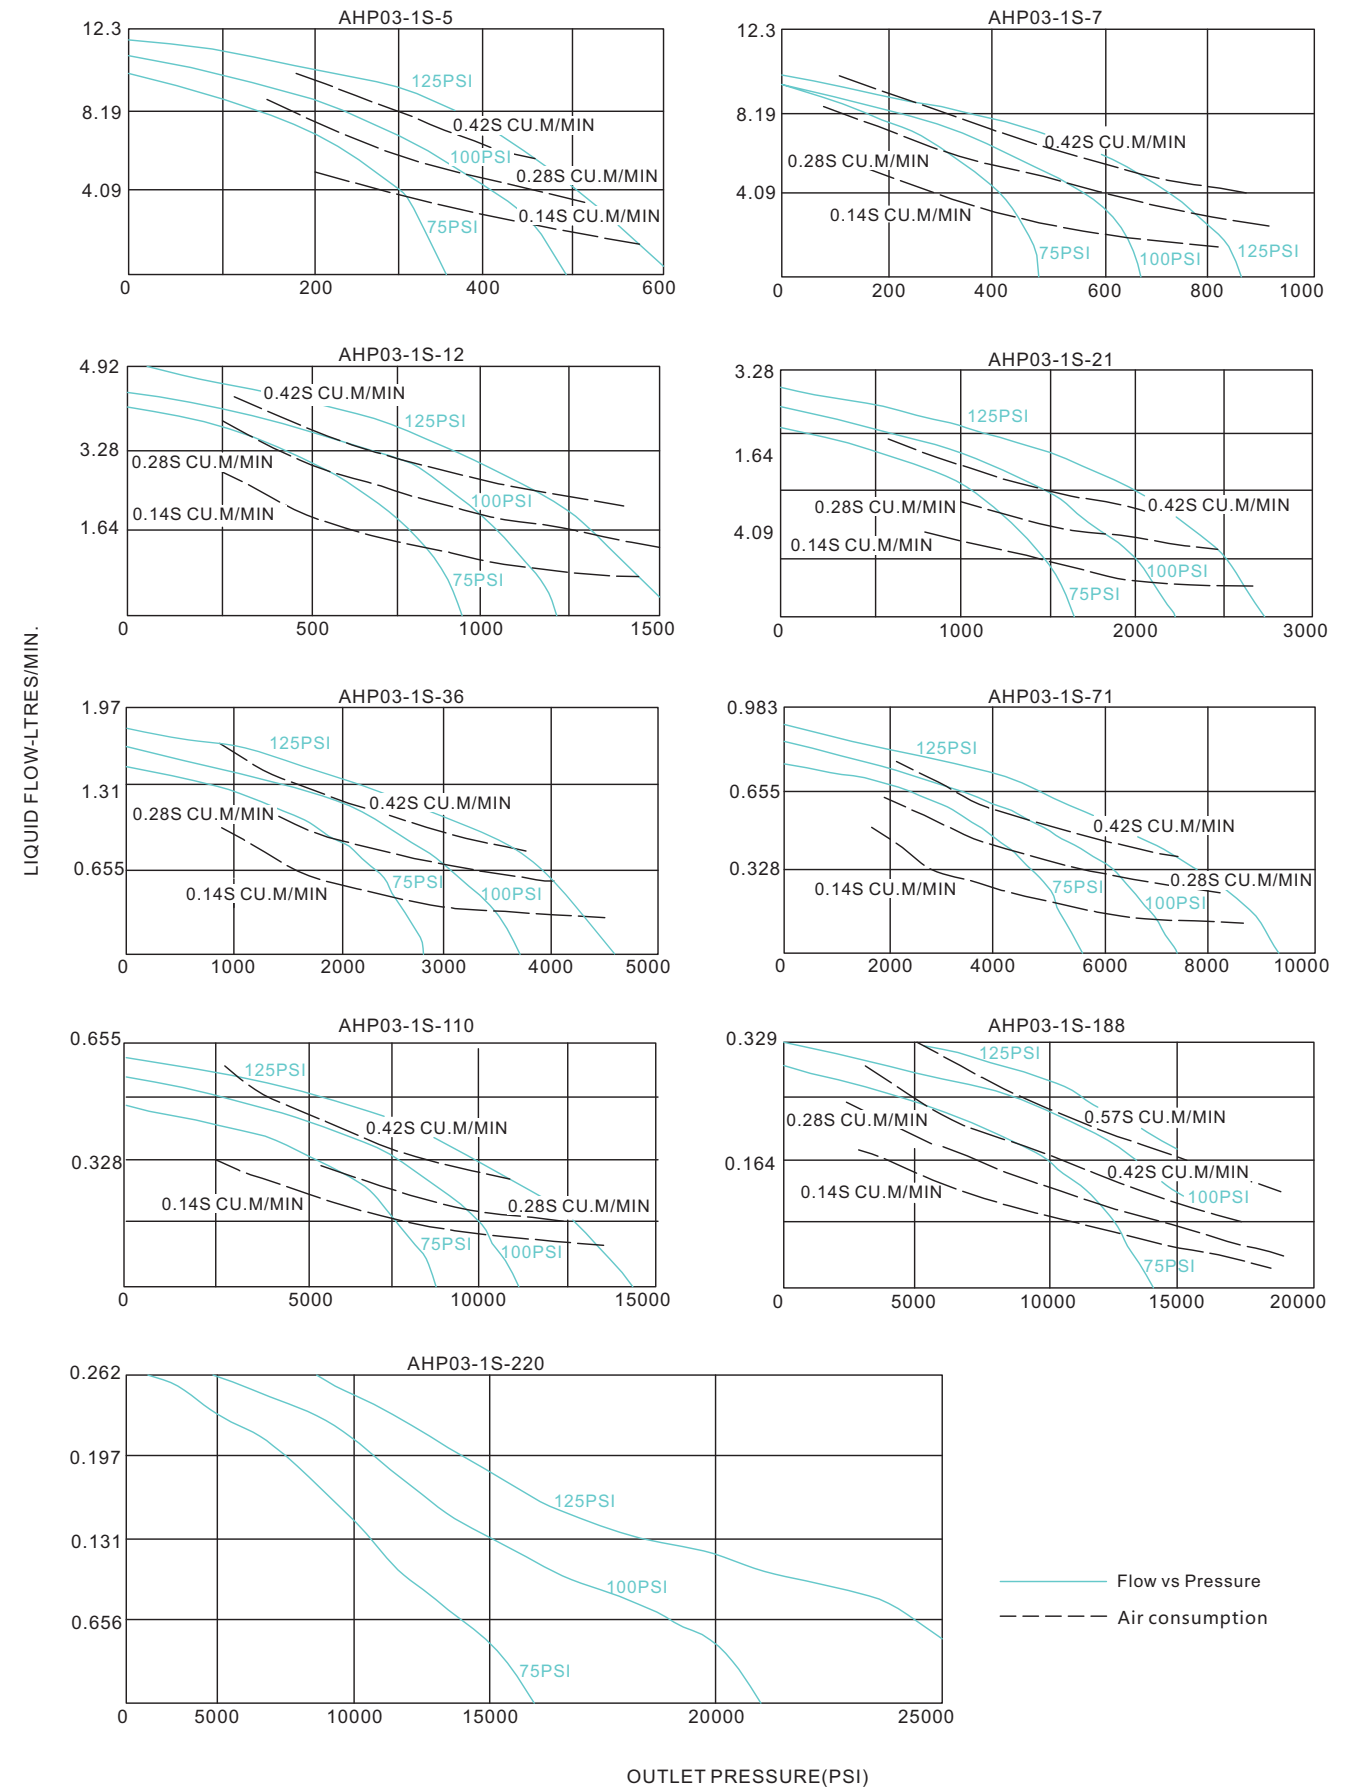 AHP03-1S-5
12.3
8.19
4.09
125PSI
0.42S CU.M/MIN
100PSI
0.28S CU.M/MIN
0.14S CU.M/MIN
75PSI
0 200 400 600
AHP03-1S-7
12.3
8.19
4.09
0.42S CU.M/MIN
0.28S CU.M/MIN
0.14S CU.M/MIN
75PSI
100PSI
125PSI
0 200 400 600 800 1000
AHP03-1S-12
4.92
3.28
1.64
0.42S CU.M/MIN
125PSI
0.28S CU.M/MIN
100PSI
0.14S CU.M/MIN
75PSI
0 500 1000 1500
AHP03-1S-21
3.28
1.64
4.09
125PSI
0.42S CU.M/MIN
0.28S CU.M/MIN
0.14S CU.M/MIN
100PSI
75PSI
0 1000 2000 3000
LIQUID FLOW-LTRES/MIN.
AHP03-1S-36
1.97
1.31
0.655
125PSI
0.42S CU.M/MIN
0.28S CU.M/MIN
75PSI
100PSI
0.14S CU.M/MIN
0 1000 2000 3000 4000 5000
AHP03-1S-71
0.983
0.655
0.328
125PSI
0.42S CU.M/MIN
0.28S CU.M/MIN
75PSI
0.14S CU.M/MIN
100PSI
0 2000 4000 6000 8000 10000
AHP03-1S-110
0.655
0.328
125PSI
0.42S CU.M/MIN
0.14S CU.M/MIN
0.28S CU.M/MIN
75PSI
100PSI
0 5000 10000 15000
AHP03-1S-188
0.329
0.164
125PSI
0.57S CU.M/MIN
0.28S CU.M/MIN
0.42S CU.M/MIN
0.14S CU.M/MIN
100PSI
75PSI
0 5000 10000 15000 20000
AHP03-1S-220
0.262
0.197
0.131
0.656
125PSI
100PSI
75PSI
0 5000 10000 15000 20000 25000
Flow vs Pressure
Air consumption
OUTLET PRESSURE(PSI)